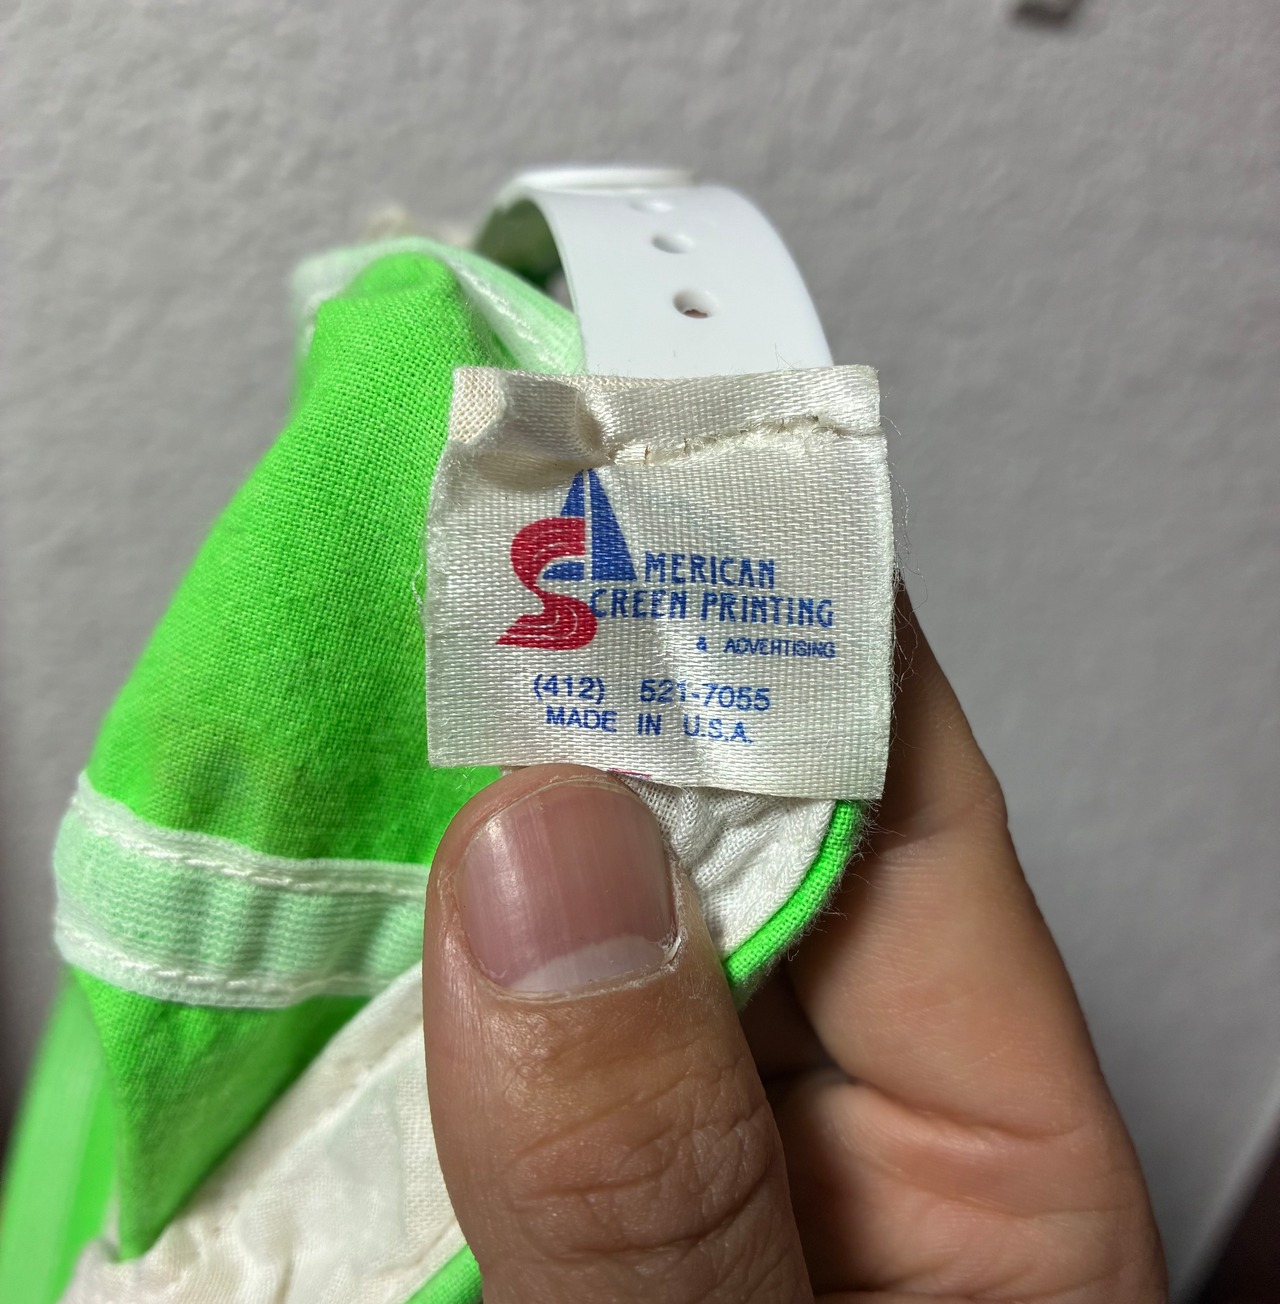 AMERICAN
SCREEN PRINTING
& ADVERTISING
(412) 521-7055
MADE IN U.S.A.